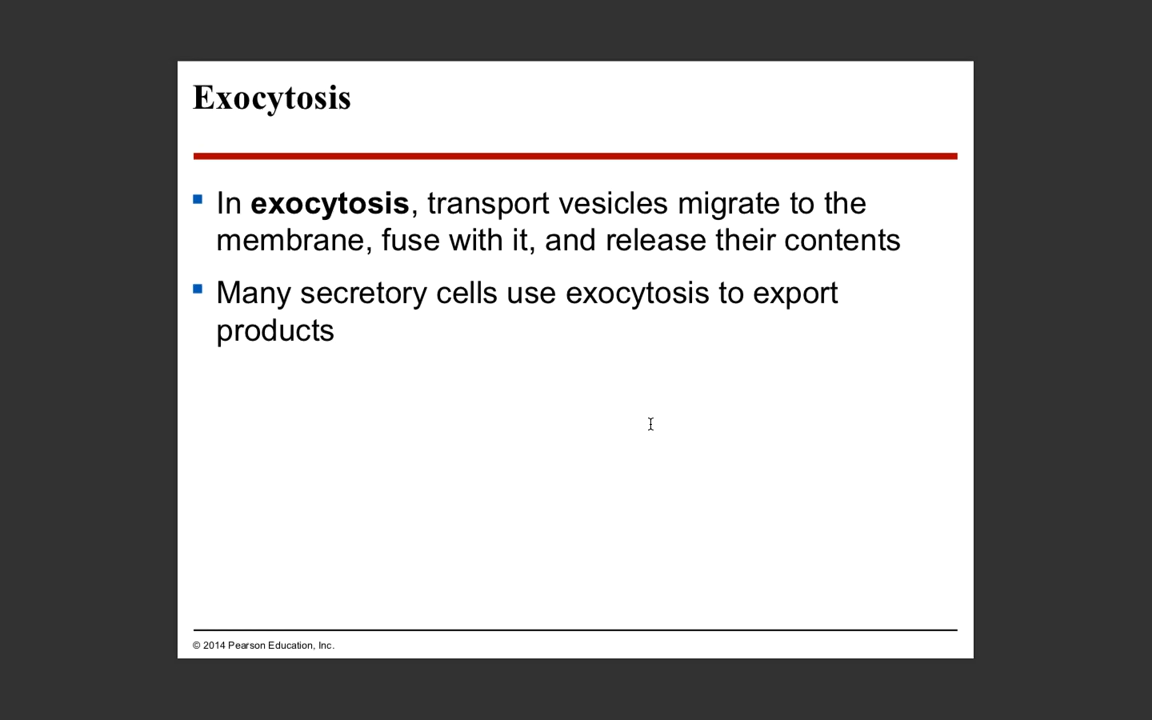 Exocytosis
In exocytosis, transport vesicles migrate to the
membrane, fuse with it, and release their contents
Many secretory cells use exocytosis to export
products
© 2014 Pearson Education, Inc.